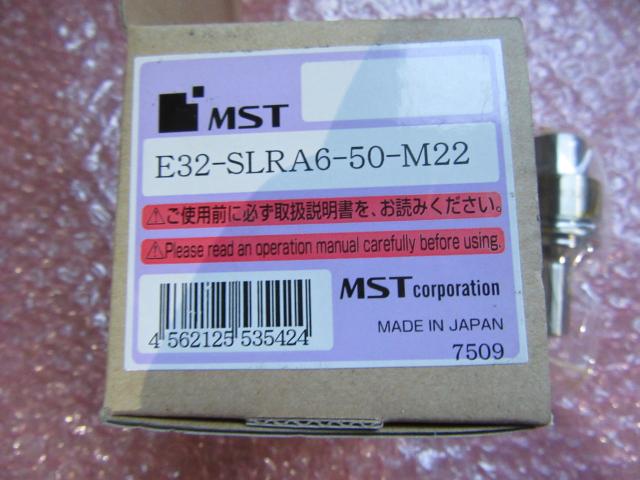 MST
E32-SLRA6-50-M22
⚠ご使用前に必ず取扱説明書を、お読みください。
⚠Please read an operation manual carefully before using.
MST corporation
4 562125 535424
MADE IN JAPAN
7509